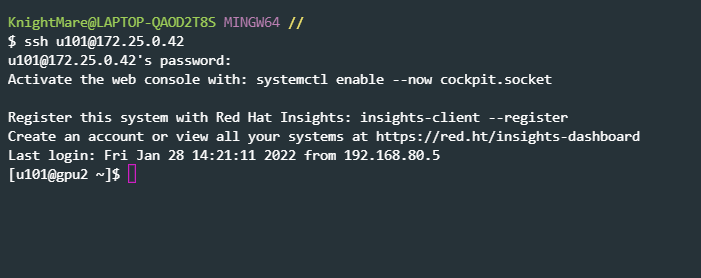 KnightMare@LAPTOP-QAOD2T8S MINGW64 //
$ ssh u101@172.25.0.42
u101@172.25.0.42's password:
Activate the web console with: systemctl enable --now cockpit.socket
Register this system with Red Hat Insights: insights-client --register
Create an account or view all your systems at https://red.ht/insights-dashboard
Last login: Fri Jan 28 14:21:11 2022 from 192.168.80.5
[u101@gpu2 ~]$